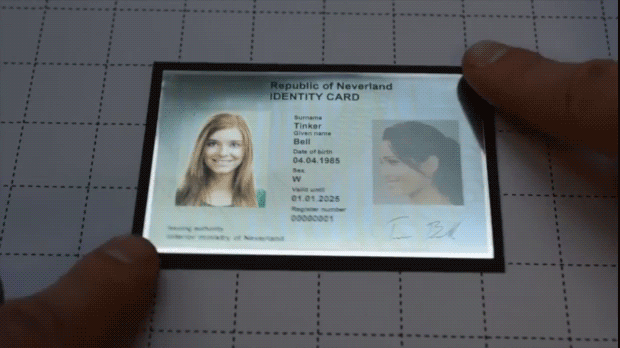 Republic of Neverland
IDENTITY CARD
Surname
Tinker
Given name
Bell
Date of birth
04.04.1985
Sex
W
Valid until
01.01.2025
Register number
00000001
Issuing authority
Interior ministry of Neverland